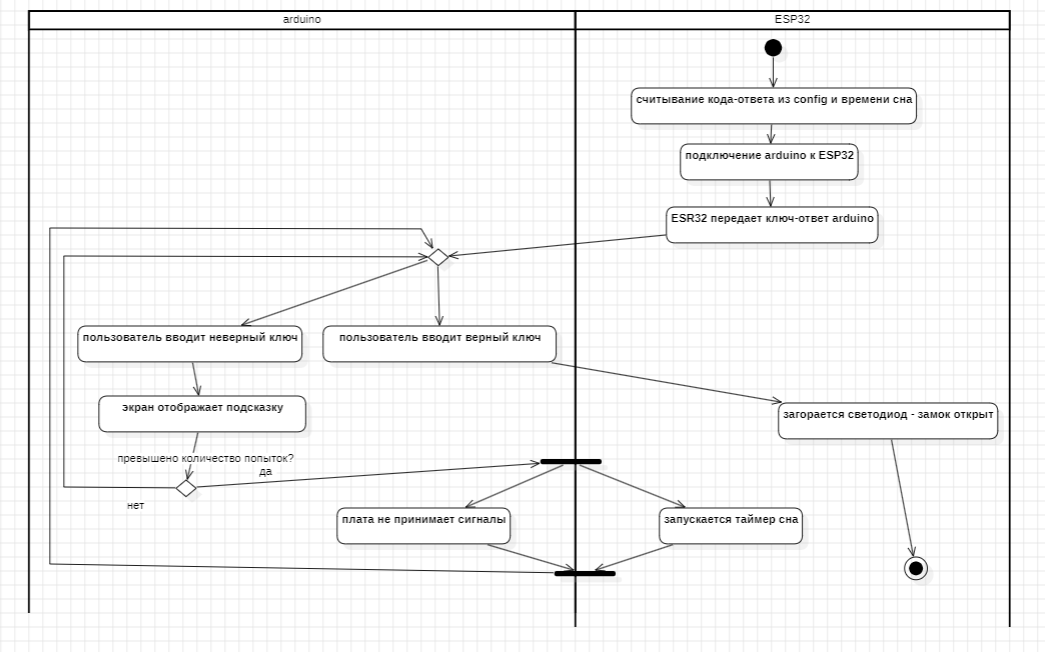 arduino
ESP32
считывание кода-ответа из config и времени сна
подключение arduino к ESP32
ESR32 передает ключ-ответ arduino
пользователь вводит неверный ключ
пользователь вводит верный ключ
экран отображает подсказку
загорается светодиод - замок открыт
превышено количество попыток?
да
нет
плата не принимает сигналы
запускается таймер сна